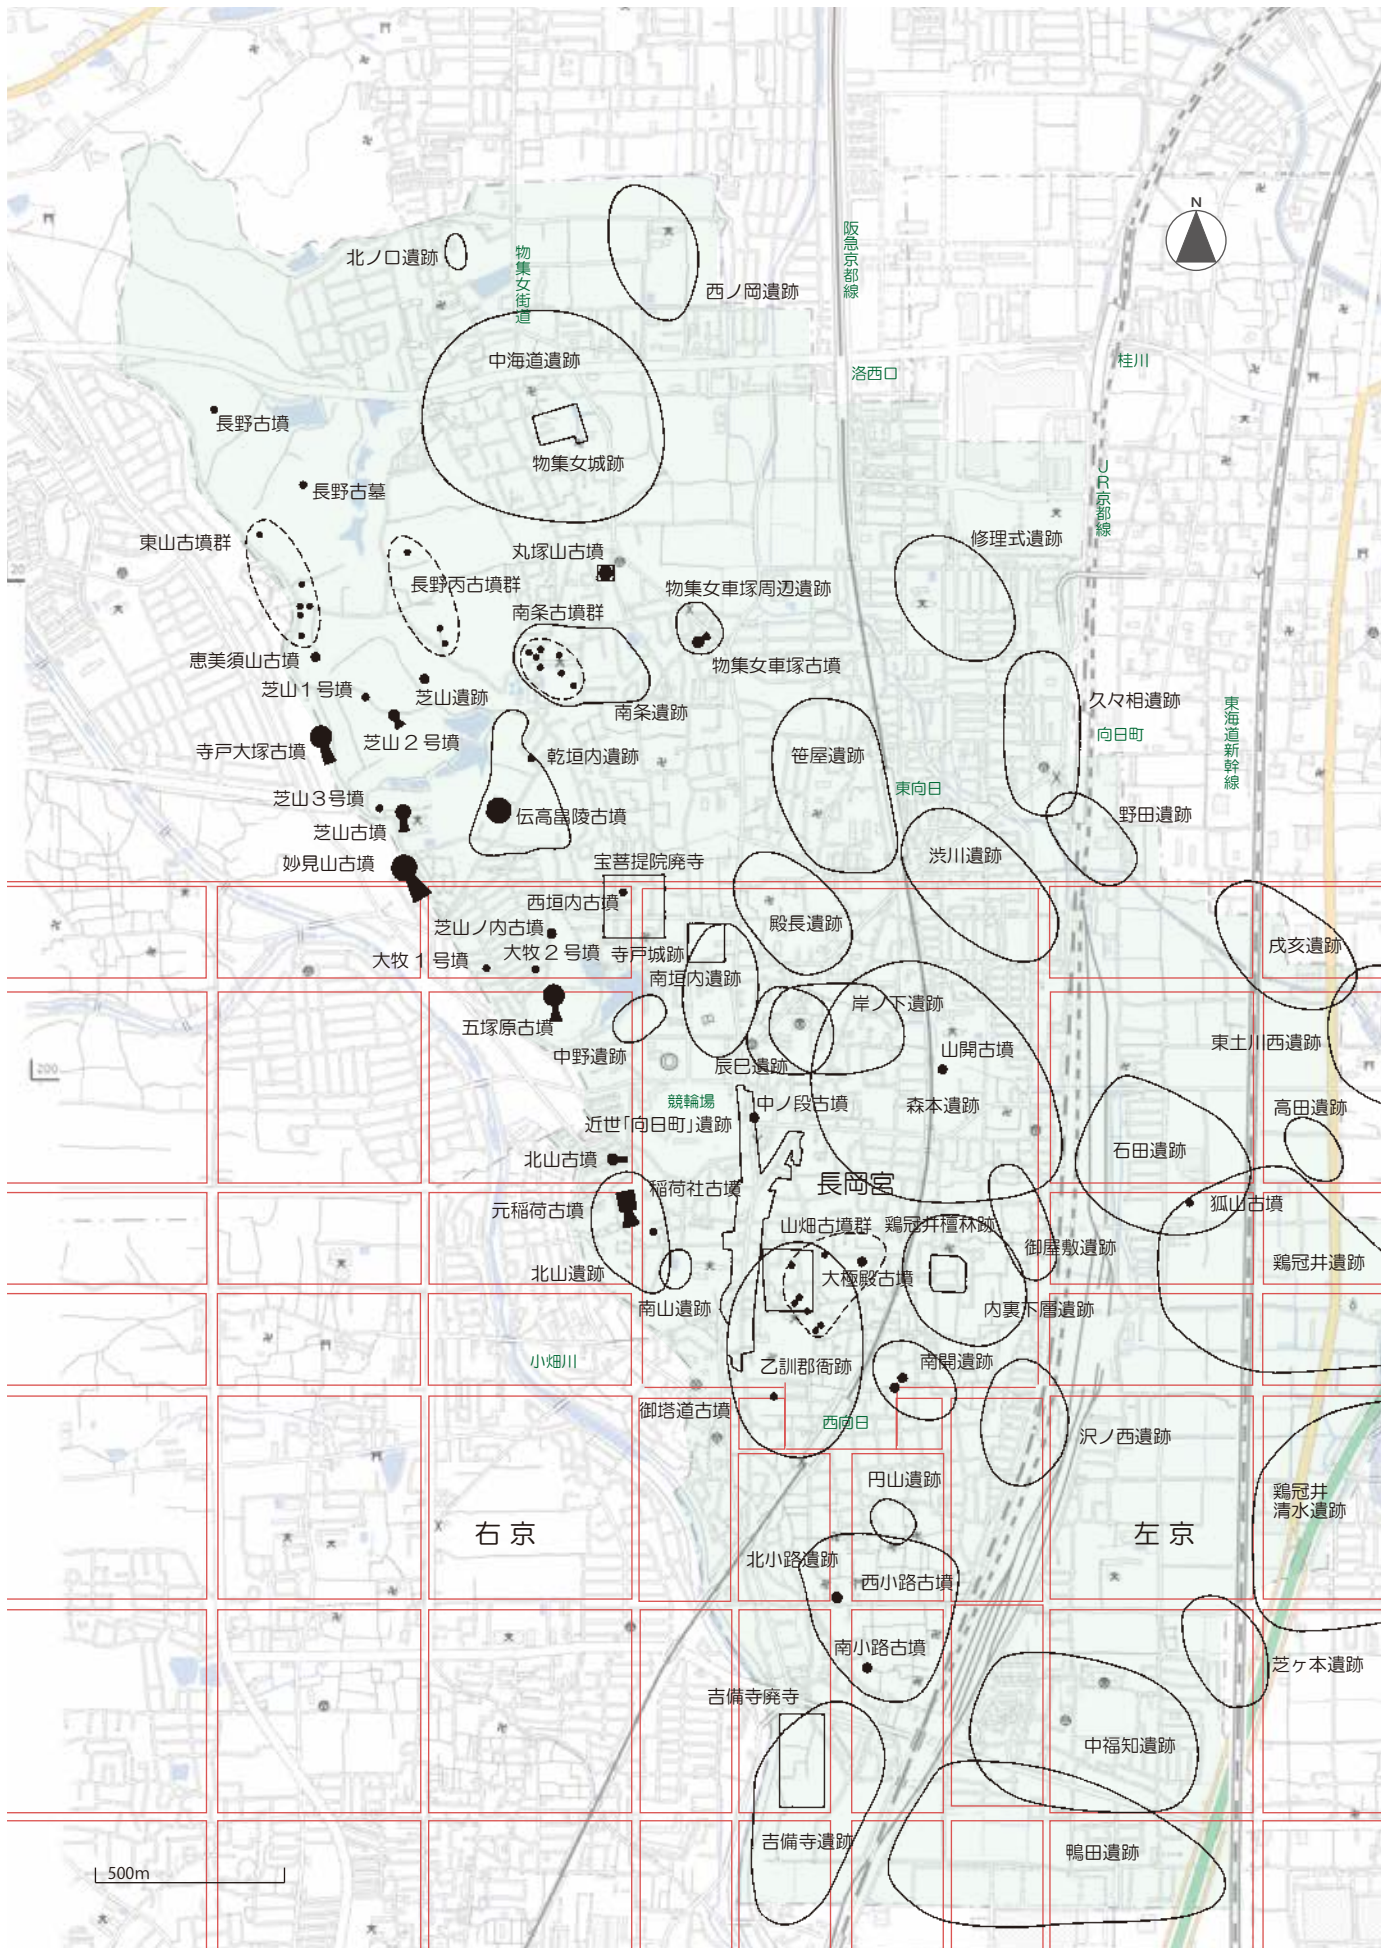 N
北ノ口遺跡
物集女街道
阪急京都線
西ノ岡遺跡
中海道遺跡
洛西口
桂川
長野古墳
物集女城跡
長野古墓
JR京都線
東山古墳群
丸塚山古墳
修理式遺跡
20
長野丙古墳群
物集女車塚周辺遺跡
南条古墳群
恵美須山古墳
物集女車塚古墳
芝山1号墳
芝山遺跡
南条遺跡
久々相遺跡
東海道新幹線
向日町
寺戸大塚古墳
芝山2号墳
乾垣内遺跡
笹屋遺跡
東向日
芝山3号墳
伝高畠陵古墳
野田遺跡
芝山古墳
渋川遺跡
妙見山古墳
宝菩提院廃寺
西垣内古墳
芝山ノ内古墳
殿長遺跡
戌亥遺跡
大牧1号墳
大牧2号墳
寺戸城跡
南垣内遺跡
五塚原古墳
岸ノ下遺跡
中野遺跡
山開古墳
東土川西遺跡
200
辰巳遺跡
競輪場
中ノ段古墳
森本遺跡
高田遺跡
近世「向日町」遺跡
石田遺跡
北山古墳
長岡宮
稲荷社古墳
元稲荷古墳
狐山古墳
山畑古墳群
鶏冠井檀林跡
御屋敷遺跡
鶏冠井遺跡
北山遺跡
大極殿古墳
南山遺跡
内裏下層遺跡
小畑川
乙訓郡衙跡
南開遺跡
御塔道古墳
西向日
沢ノ西遺跡
円山遺跡
鶏冠井
清水遺跡
右京
左京
北小路遺跡
西小路古墳
南小路古墳
芝ヶ本遺跡
吉備寺廃寺
中福知遺跡
吉備寺遺跡
鴨田遺跡
500m